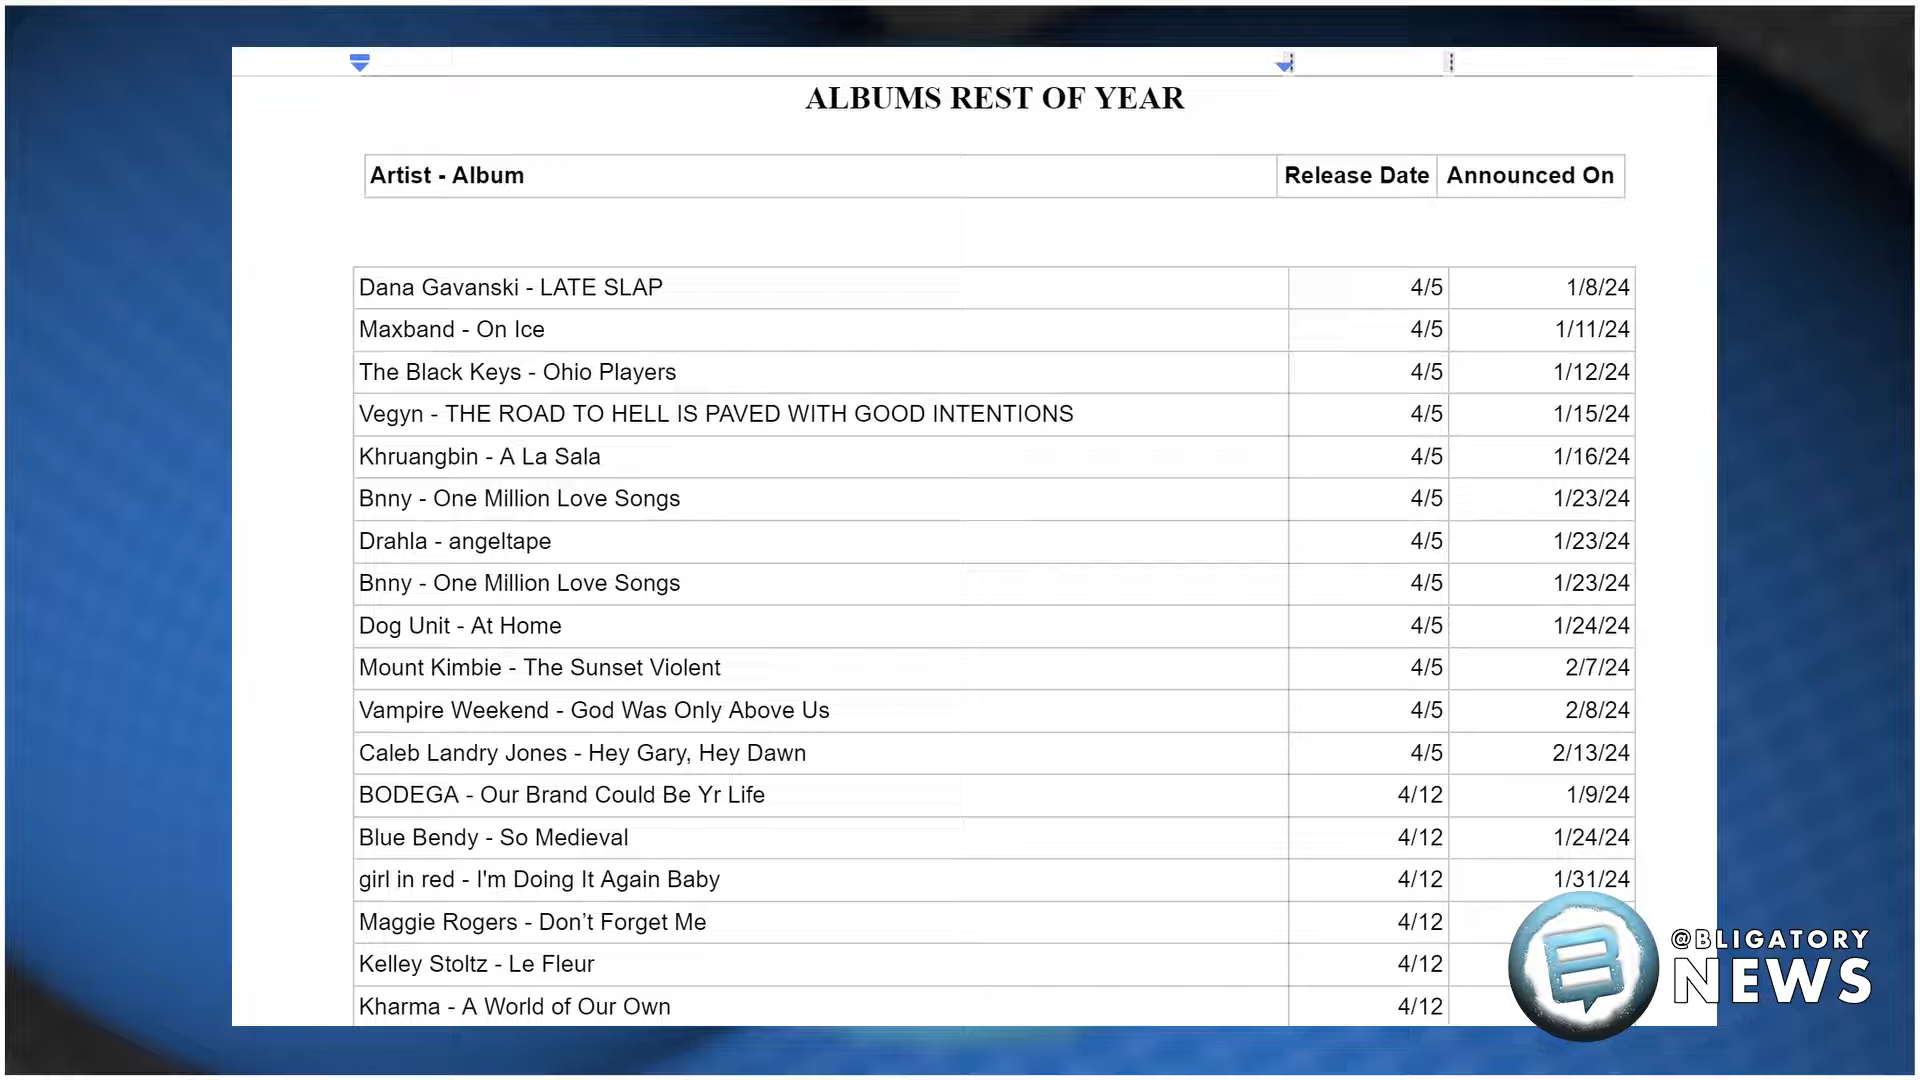 ALBUMS REST OF YEAR
Artist - Album Release Date Announced On
Dana Gavanski - LATE SLAP 4/5 1/8/24
Maxband - On Ice 4/5 1/11/24
The Black Keys - Ohio Players 4/5 1/12/24
Vegyn - THE ROAD TO HELL IS PAVED WITH GOOD INTENTIONS 4/5 1/15/24
Khruangbin - A La Sala 4/5 1/16/24
Bnny - One Million Love Songs 4/5 1/23/24
Drahla - angeltape 4/5 1/23/24
Bnny - One Million Love Songs 4/5 1/23/24
Dog Unit - At Home 4/5 1/24/24
Mount Kimbie - The Sunset Violent 4/5 2/7/24
Vampire Weekend - God Was Only Above Us 4/5 2/8/24
Caleb Landry Jones - Hey Gary, Hey Dawn 4/5 2/13/24
BODEGA - Our Brand Could Be Yr Life 4/12 1/9/24
Blue Bendy - So Medieval 4/12 1/24/24
girl in red - I'm Doing It Again Baby 4/12 1/31/24
Maggie Rogers - Don’t Forget Me 4/12
Kelley Stoltz - Le Fleur 4/12
Kharma - A World of Our Own 4/12
@BLIGATORY
NEWS